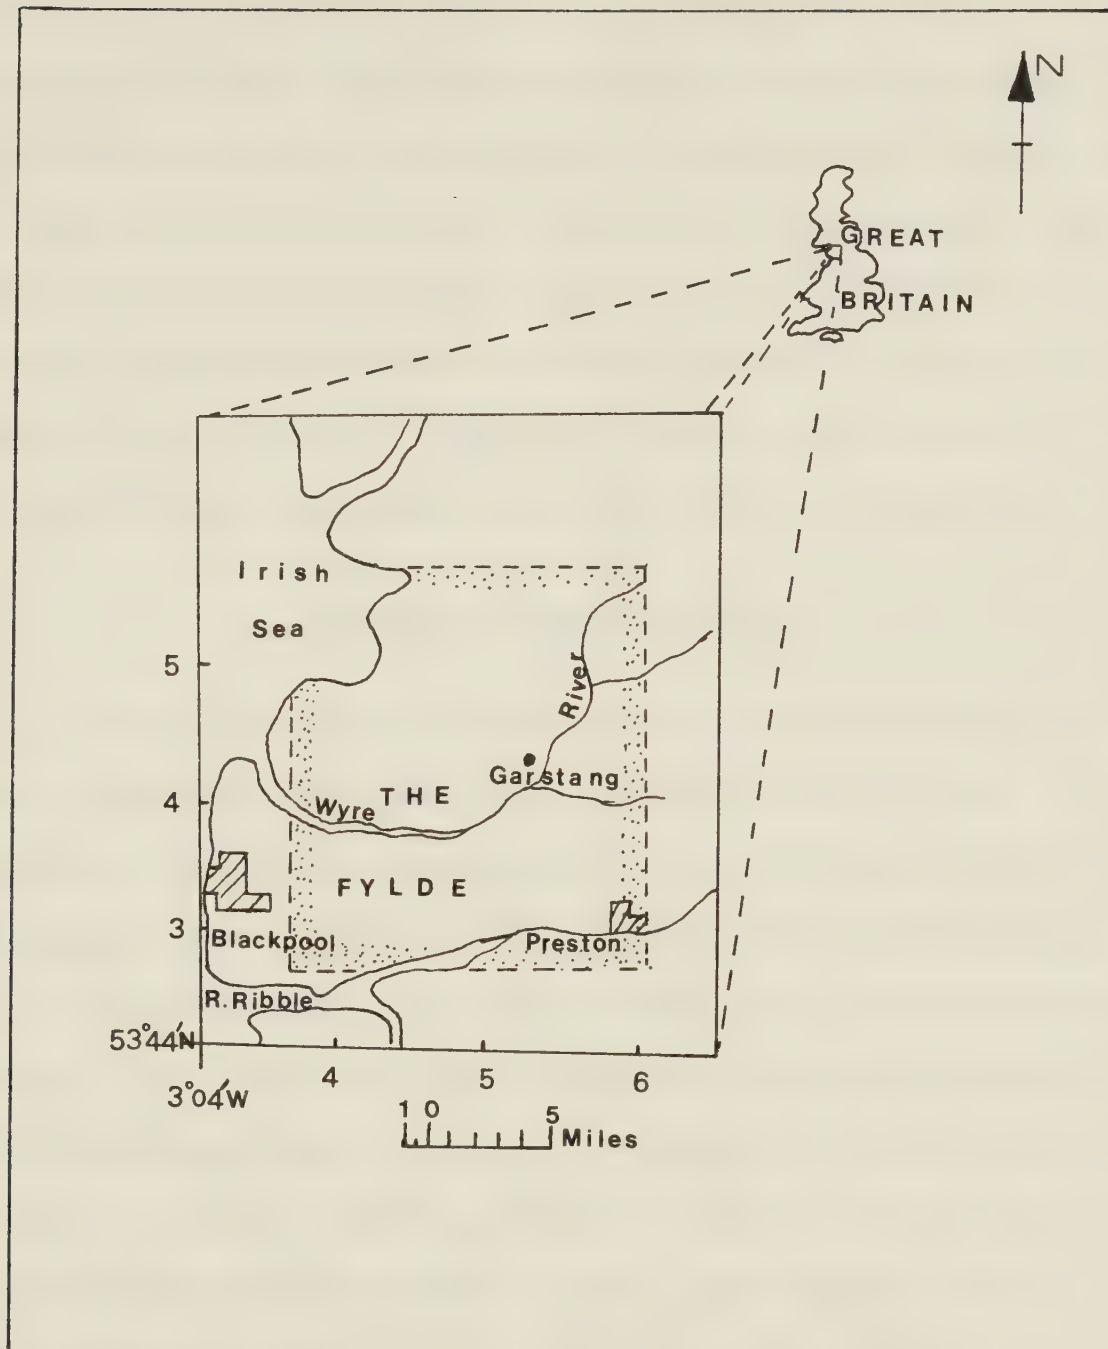 N
GREAT
BRITAIN
Irish
Sea
5
River
Garstang
4
THE
Wyre
FYLDE
3
Blackpool
Preston
R. Ribble
53°44'N
4
5
6
3°04'W
1 0 5
Miles